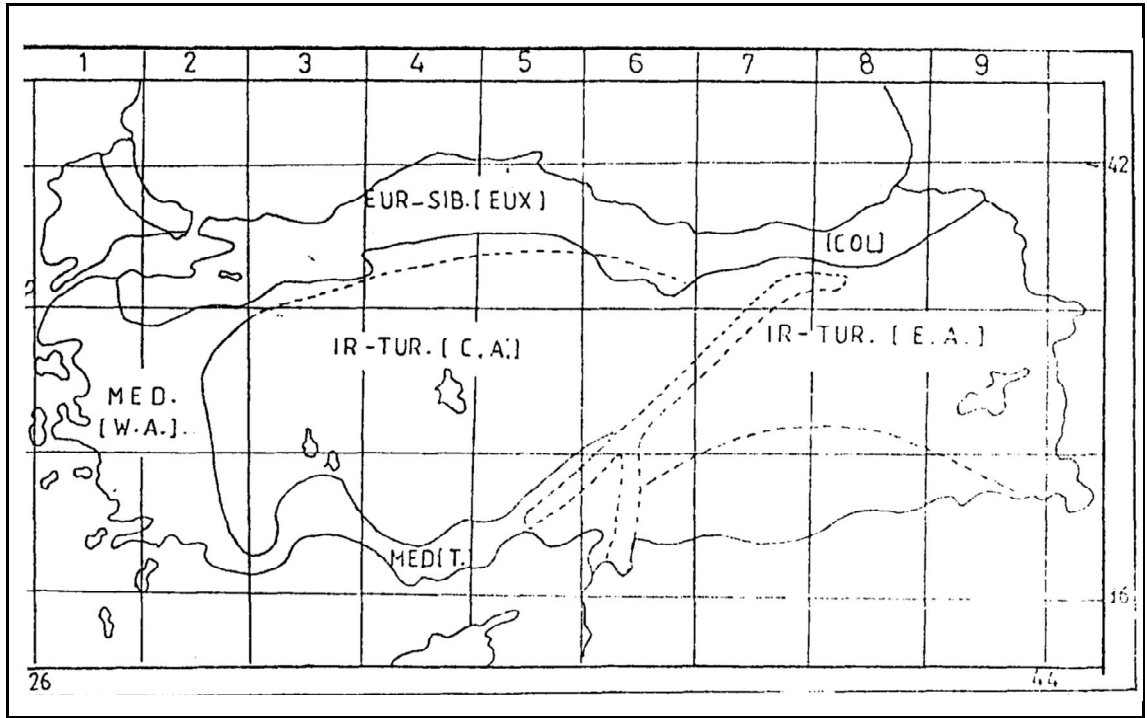 1 2 3 4 5 6 7 8 9
42
EUR-SIB.[EUX]
[COL]
IR-TUR. [C.A.]
IR-TUR. [E.A.]
MED.
[W.A.]
MED[T.]
16
26
44